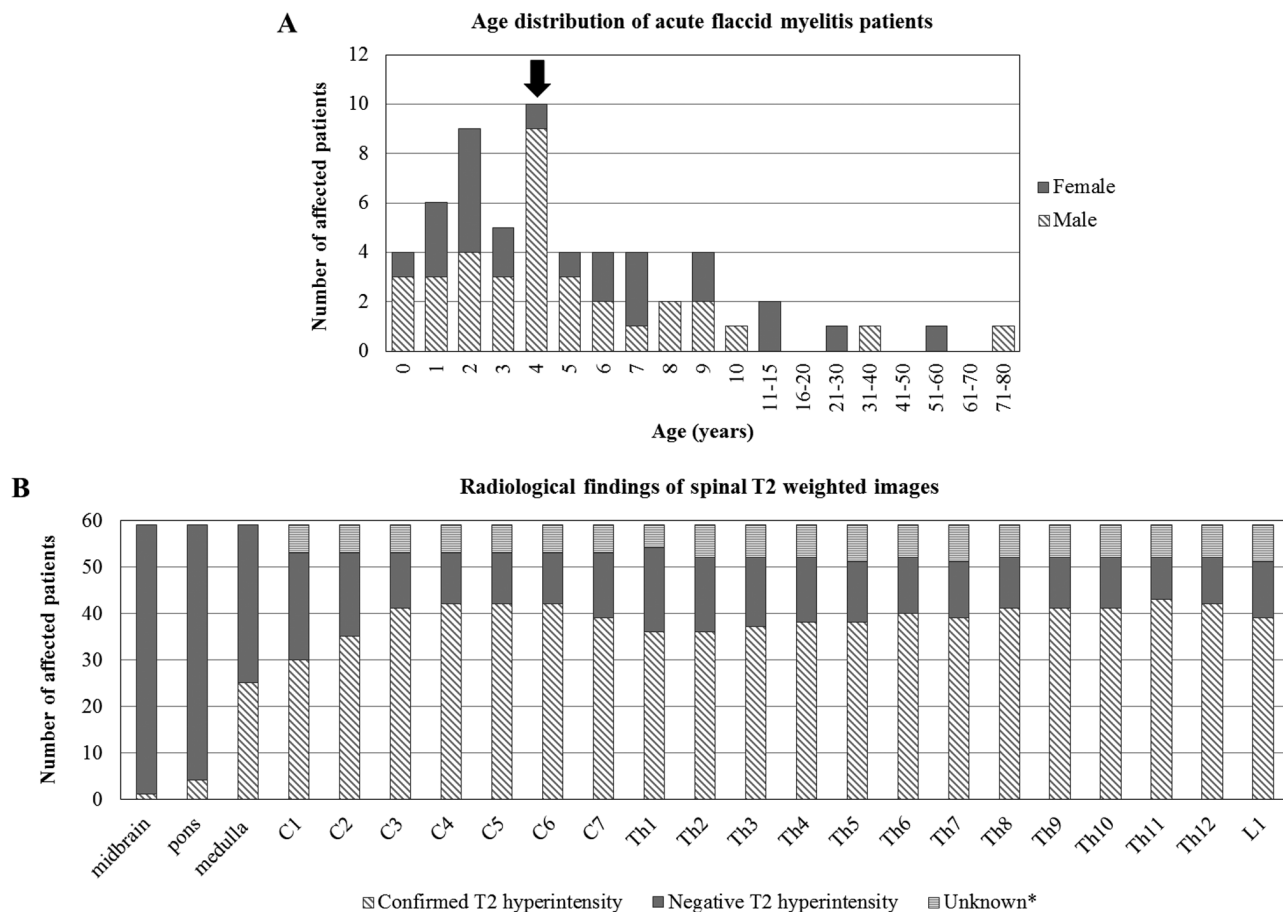 A
Age distribution of acute flaccid myelitis patients
12
10
8
6
4
2
0
Number of affected patients
0 1 2 3 4 5 6 7 8 9 10 11-15 16-20 21-30 31-40 41-50 51-60 61-70 71-80
Age (years)
Female
Male
B
Radiological findings of spinal T2 weighted images
60
50
40
30
20
10
0
Number of affected patients
midbrain pons medulla C1 C2 C3 C4 C5 C6 C7 Th1 Th2 Th3 Th4 Th5 Th6 Th7 Th8 Th9 Th10 Th11 Th12 L1
Confirmed T2 hyperintensity Negative T2 hyperintensity Unknown*